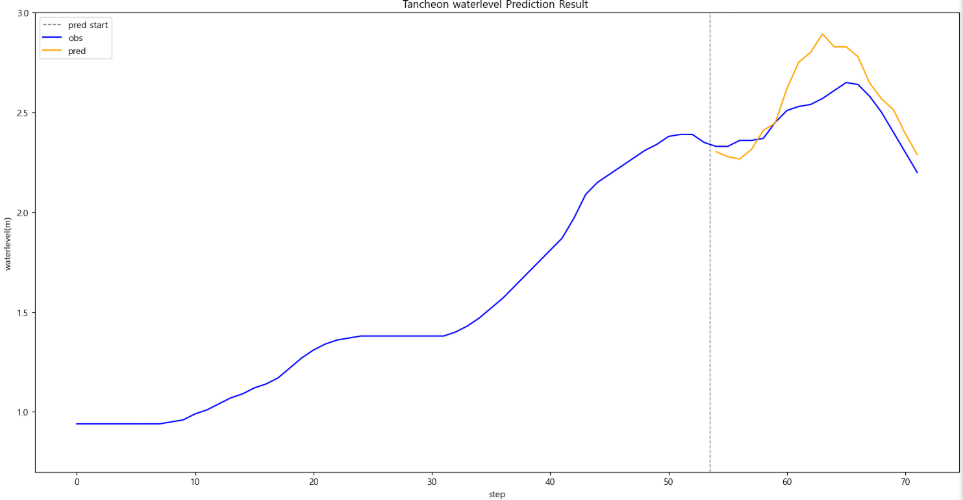 Tancheon waterlevel Prediction Result
pred start
obs
pred
waterlevel(m)
3.0
2.5
2.0
1.5
1.0
0
10
20
30
40
50
60
70
step